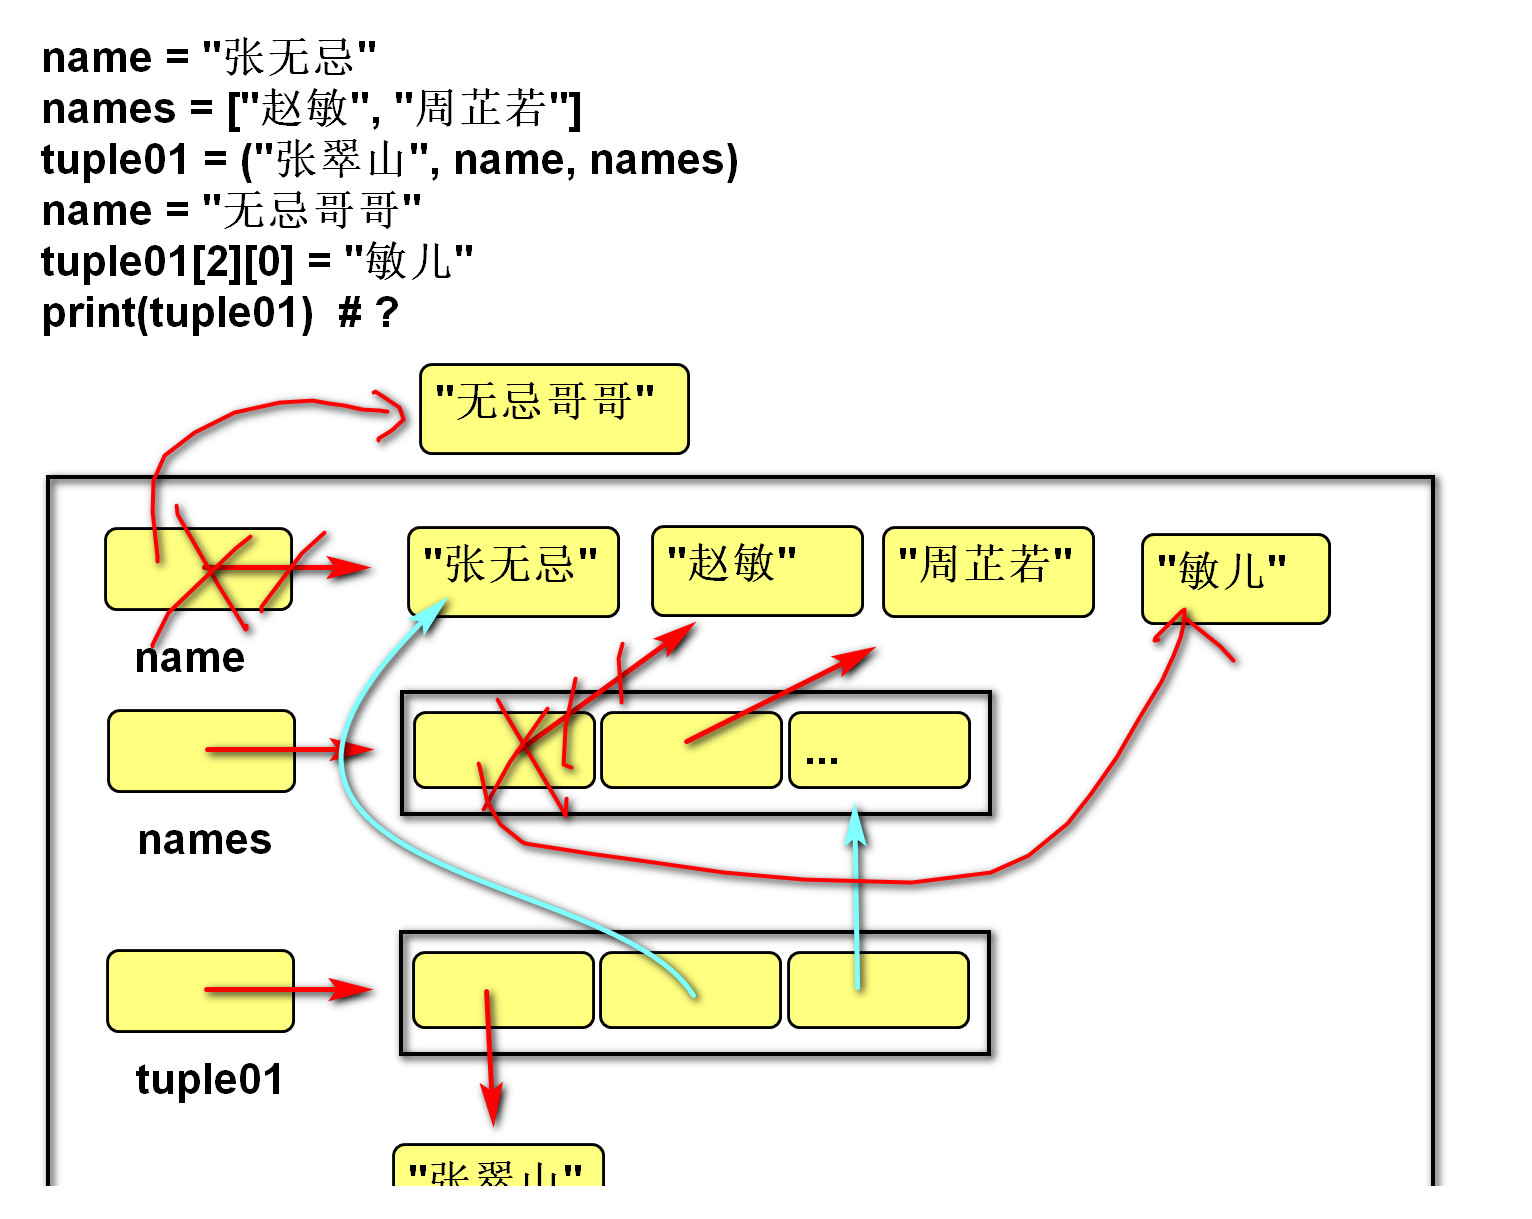 name = "张无忌"
names = ["赵敏", "周芷若"]
tuple01 = ("张翠山", name, names)
name = "无忌哥哥"
tuple01[2][0] = "敏儿"
print(tuple01)  # ?
"无忌哥哥"
"张无忌" "赵敏" "周芷若" "敏儿"
name
...
names
tuple01
"张翠山"